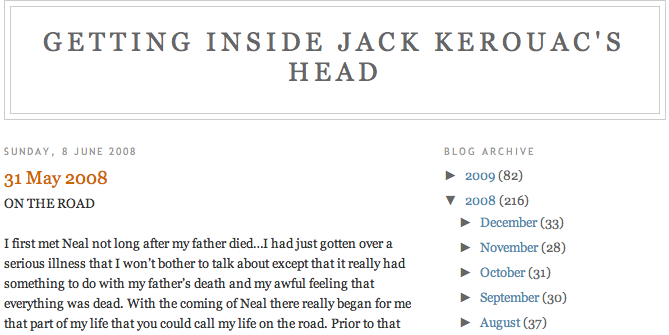 GETTING INSIDE JACK KEROUAC'S
HEAD
SUNDAY, 8 JUNE 2008
31 May 2008
ON THE ROAD
I first met Neal not long after my father died...I had just gotten over a
serious illness that I won't bother to talk about except that it really had
something to do with my father's death and my awful feeling that
everything was dead. With the coming of Neal there really began for me
that part of my life that you could call my life on the road. Prior to that
BLOG ARCHIVE
► 2009 (82)
▼ 2008 (216)
► December (33)
► November (28)
► October (31)
► September (30)
► August (37)